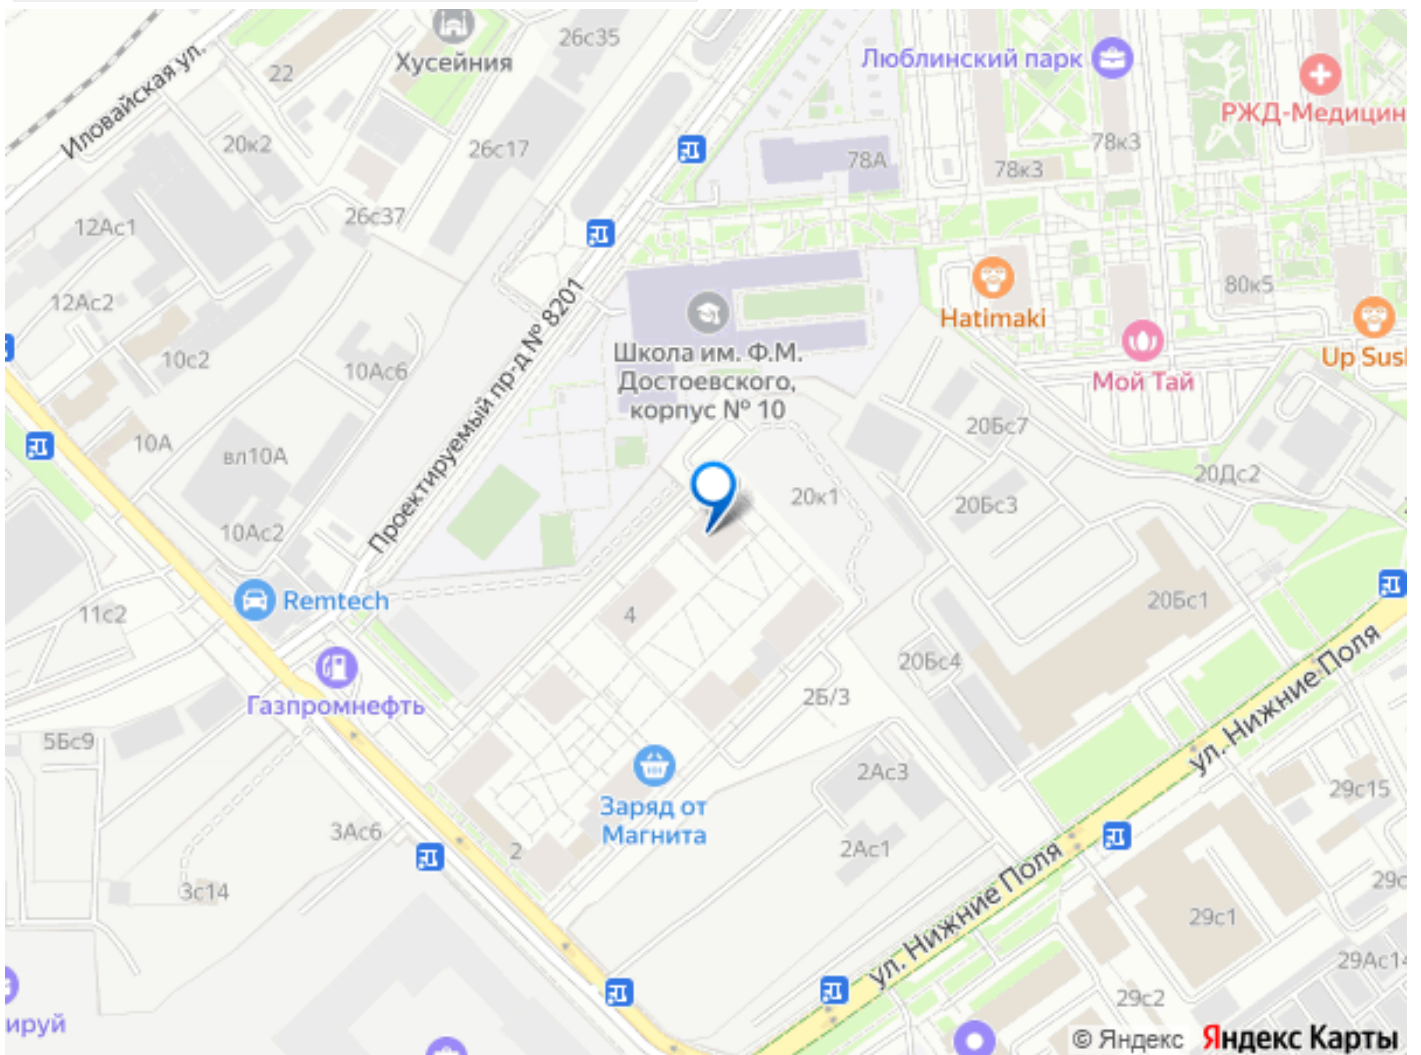 26с35
Хусейния
22
Люблинский парк
РЖД-Медицин
Иловайская ул.
20к2
26с17
78А
78к3
78к3
26с37
12Ас1
12Ас2
Проектируемый пр-д № 8201
80к5
Hatimaki
Up Sus
10с2
10Ас6
Школа им. Ф.М.
Достоевского,
корпус № 10
Мой Тай
10А
вл10А
20Бс7
20Дс2
10Ас2
20к1
20Бс3
11с2
Remtech
4
20Бс1
20Бс4
Газпромнефть
2Б/3
ул. Нижние Поля
5Бс9
2Ас3
Заряд от
Магнита
29с15
3Ас6
2
2Ас1
3с14
29с
29с1
ул. Нижние Поля
29Ас14
29с2
ируй
© Яндекс Яндекс Карты